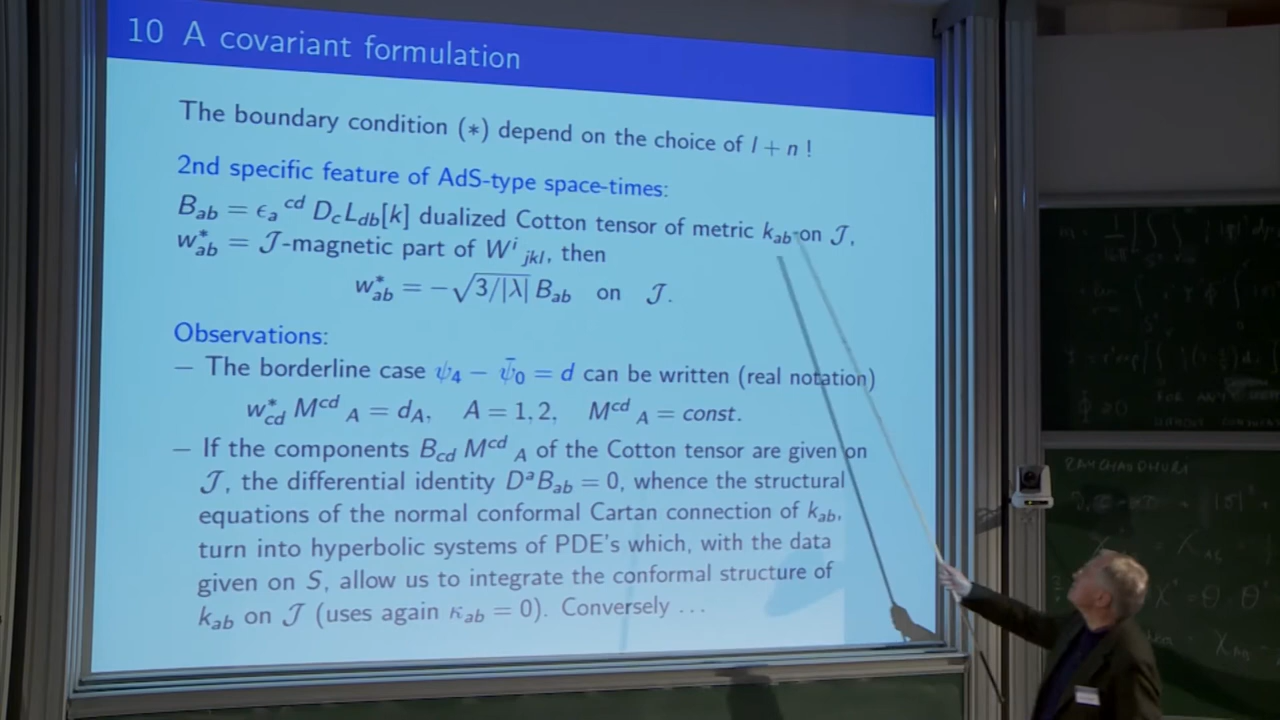 10 A covariant formulation
The boundary condition (∗) depend on the choice of l + n !
2nd specific feature of AdS-type space-times:
B_ab = ϵ_a^cd D_c L_db[k] dualized Cotton tensor of metric k_ab on 𝒥,
w*_ab = 𝒥-magnetic part of W^i_jkl, then
w*_ab = −√3/|λ| B_ab on 𝒥.
Observations:
— The borderline case ψ₄ − ψ̄₀ = d can be written (real notation)
w*_cd M^cd_A = d_A, A = 1, 2, M^cd_A = const.
— If the components B_cd M^cd_A of the Cotton tensor are given on
𝒥, the differential identity D^a B_ab = 0, whence the structural
equations of the normal conformal Cartan connection of k_ab,
turn into hyperbolic systems of PDE's which, with the data
given on S, allow us to integrate the conformal structure of
k_ab on 𝒥 (uses again κ_ab = 0). Conversely ...
RAYCHAUDHURI